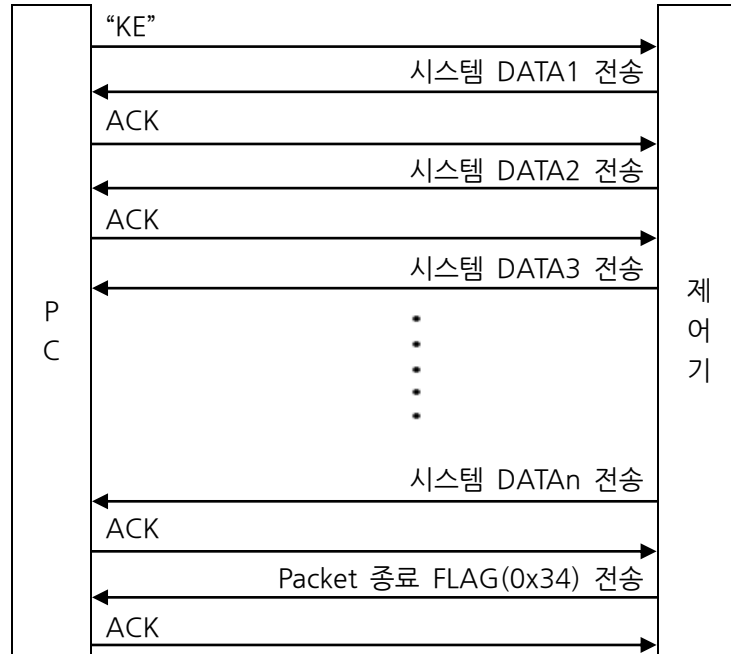 “KE”
시스템 DATA1 전송
ACK
시스템 DATA2 전송
ACK
시스템 DATA3 전송
P
C
제
어
기
시스템 DATAn 전송
ACK
Packet 종료 FLAG(0x34) 전송
ACK